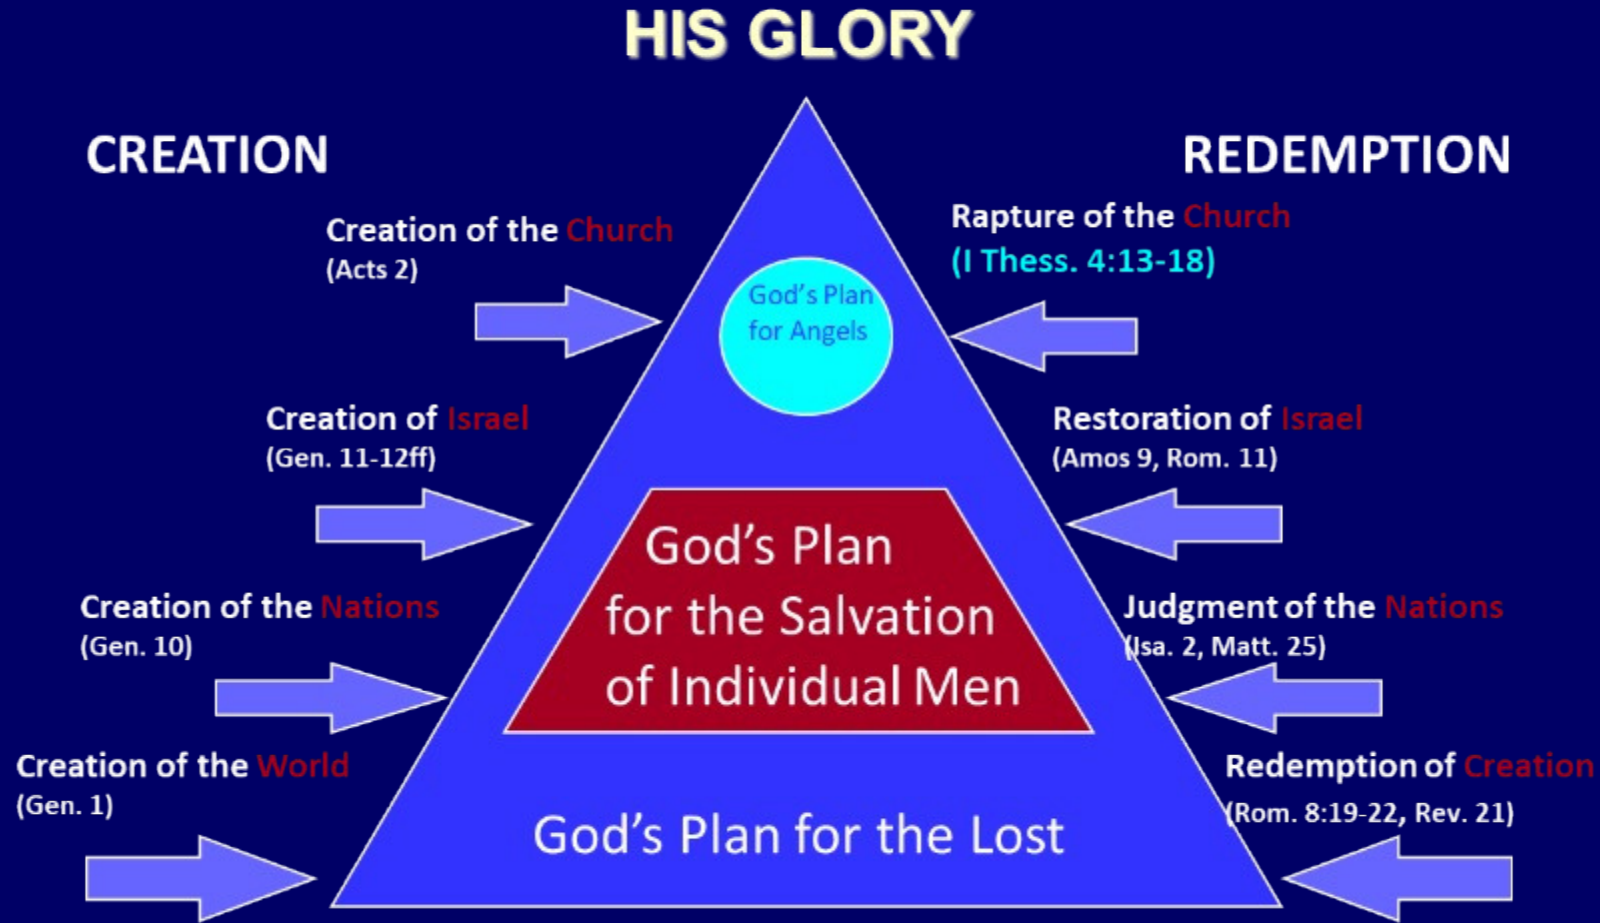 HIS GLORY
CREATION
REDEMPTION
Creation of the Church
(Acts 2)
Rapture of the Church
(I Thess. 4:13-18)
God’s Plan
for Angels
Creation of Israel
(Gen. 11-12ff)
Restoration of Israel
(Amos 9, Rom. 11)
God’s Plan
for the Salvation
of Individual Men
Creation of the Nations
(Gen. 10)
Judgment of the Nations
(Isa. 2, Matt. 25)
Creation of the World
(Gen. 1)
Redemption of Creation
(Rom. 8:19-22, Rev. 21)
God’s Plan for the Lost